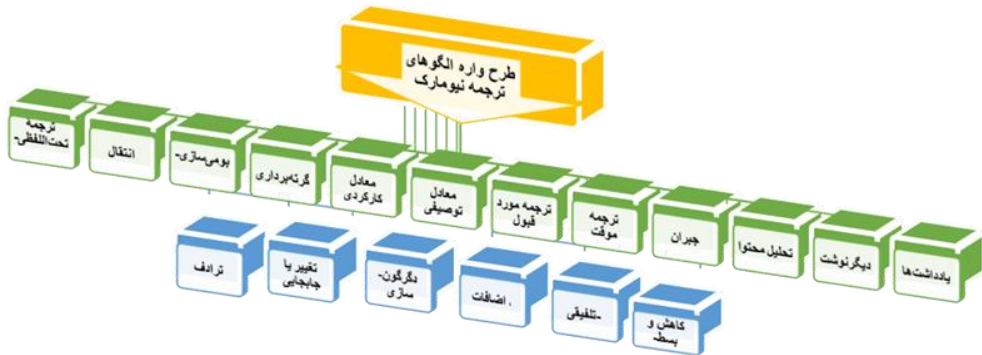 طرح واره الگوهای
ترجمه نیومارک
ترجمه
تحت‌اللفظی-
انتقال
بومی‌سازی-
گرته‌برداری
معادل
کارکردی
معادل
توصیفی
ترجمه مورد
قبول
ترجمه
موقت
جبران
تحلیل محتوا
دیگرنوشت
یادداشت‌ها
ترادف
تغییر یا
جابجایی
دگرگون-
سازی
، اضافات
-تلفیقی
کاهش و
بسط-